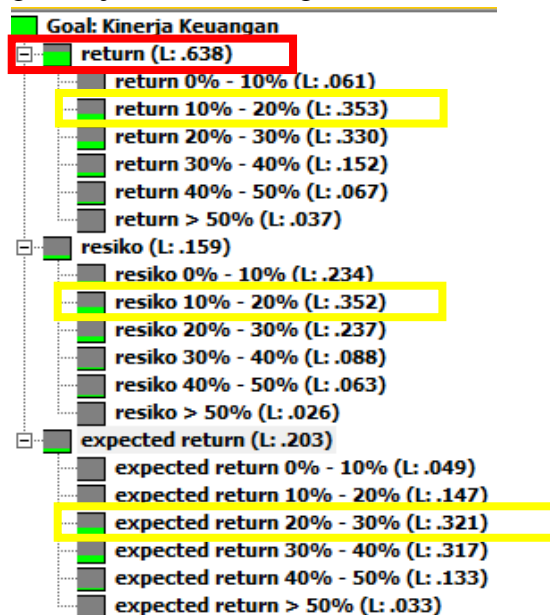 Goal: Kinerja Keuangan
return (L: .638)
return 0% - 10% (L: .061)
return 10% - 20% (L: .353)
return 20% - 30% (L: .330)
return 30% - 40% (L: .152)
return 40% - 50% (L: .067)
return > 50% (L: .037)
resiko (L: .159)
resiko 0% - 10% (L: .234)
resiko 10% - 20% (L: .352)
resiko 20% - 30% (L: .237)
resiko 30% - 40% (L: .088)
resiko 40% - 50% (L: .063)
resiko > 50% (L: .026)
expected return (L: .203)
expected return 0% - 10% (L: .049)
expected return 10% - 20% (L: .147)
expected return 20% - 30% (L: .321)
expected return 30% - 40% (L: .317)
expected return 40% - 50% (L: .133)
expected return > 50% (L: .033)